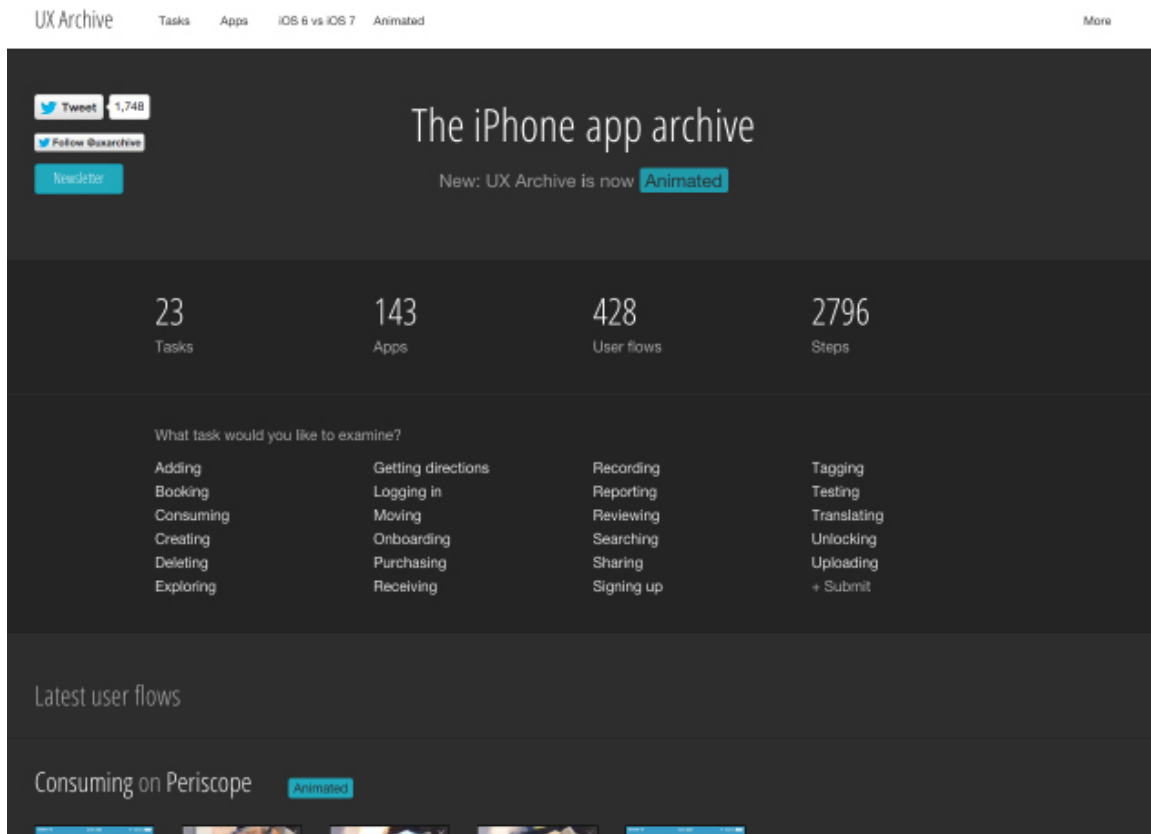 UX Archive Tasks Apps iOS 6 vs iOS 7 Animated More
Tweet 1,748
Follow @uxarchive
Newsletter
The iPhone app archive
New: UX Archive is now Animated
23 143 428 2796
Tasks Apps User flows Steps
What task would you like to examine?
Adding Getting directions Recording Tagging
Booking Logging in Reporting Testing
Consuming Moving Reviewing Translating
Creating Onboarding Searching Unlocking
Deleting Purchasing Sharing Uploading
Exploring Receiving Signing up + Submit
Latest user flows
Consuming on Periscope Animated